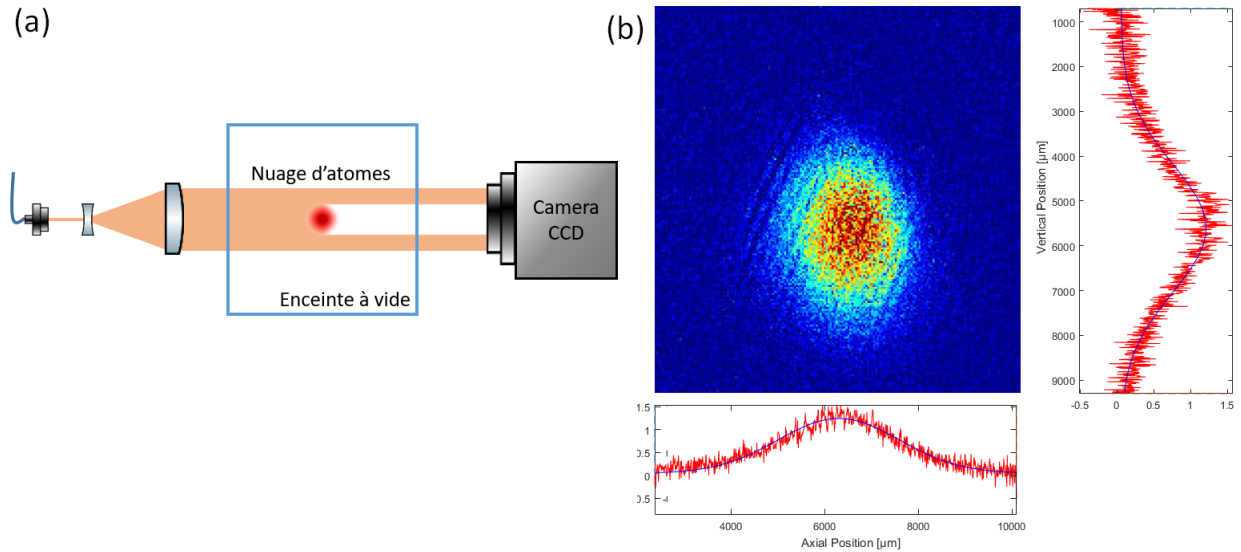 (a)
Nuage d'atomes
Camera
CCD
Enceinte à vide
(b)
1000
2000
3000
4000
5000
6000
7000
8000
9000
Vertical Position [µm]
-0.5
0
0.5
1
1.5
1.5
1
0.5
0
0.5
4000
6000
8000
10000
Axial Position [µm]